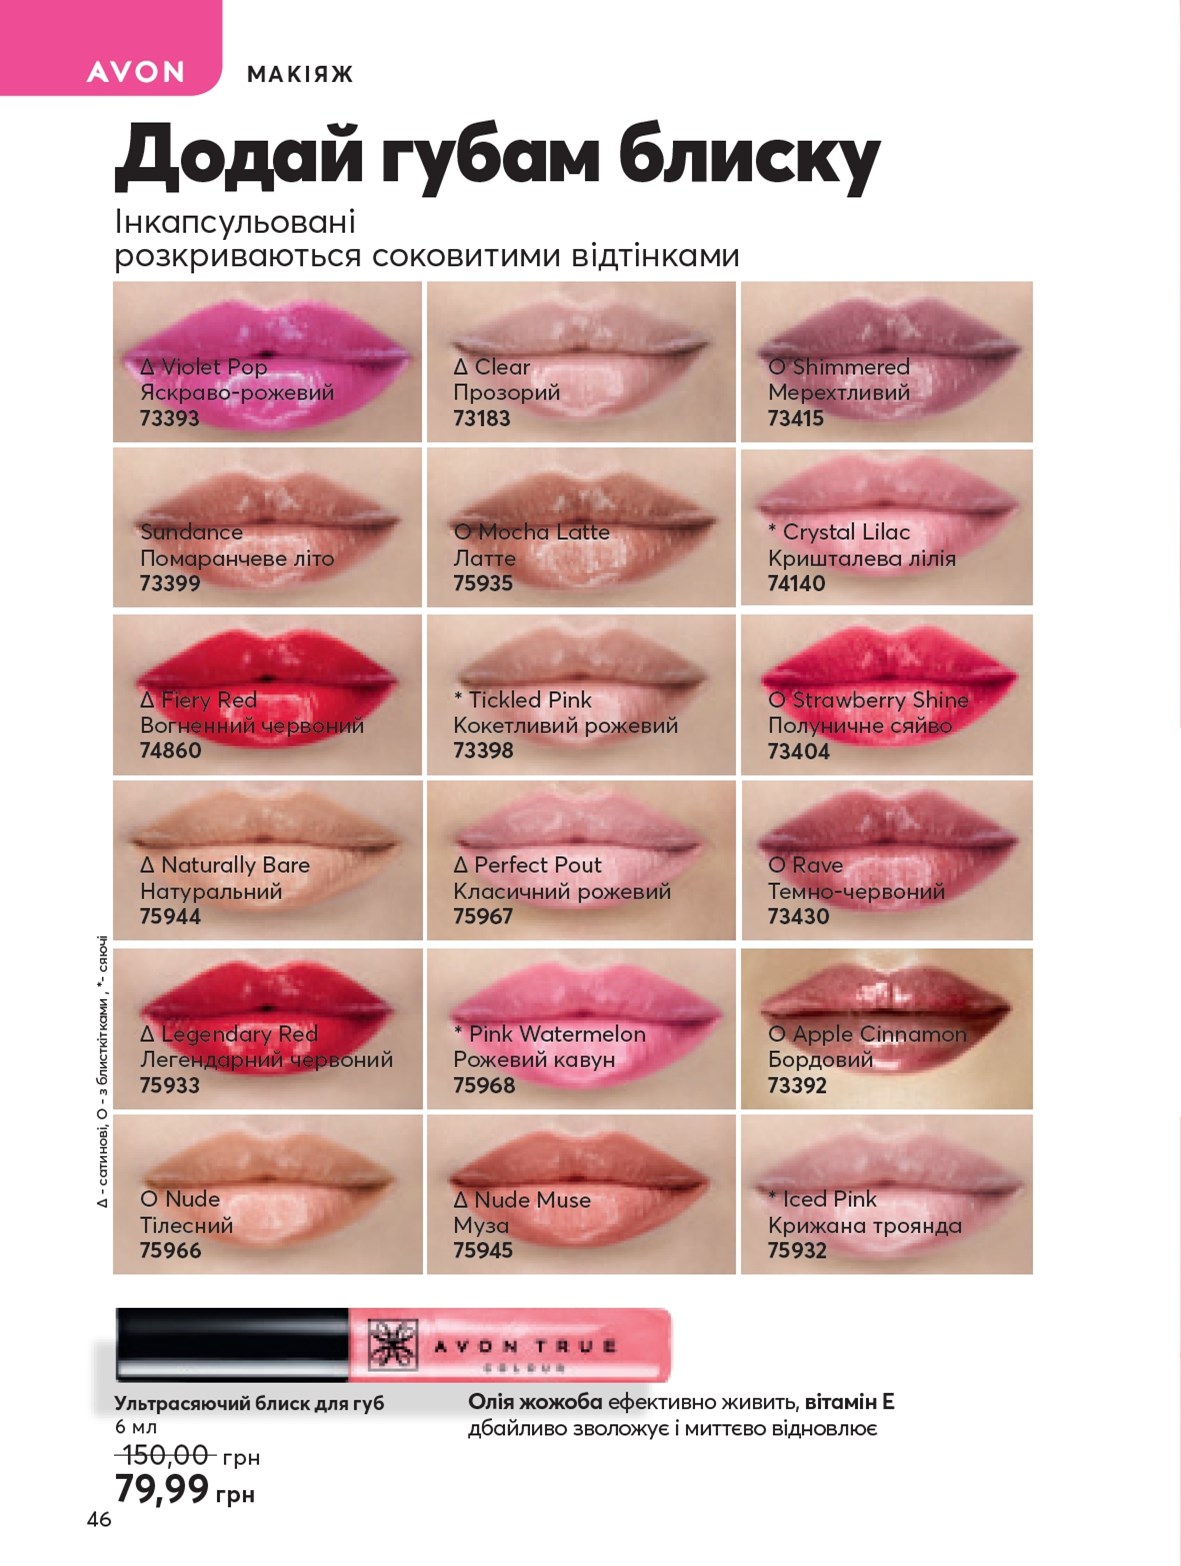 AVON
МАКІЯЖ
Додай губам блиску
Інкапсульовані
розкриваються соковитими відтінками
Δ Violet Pop
Яскраво-рожевий
73393
Δ Clear
Прозорий
73183
O Shimmered
Мерехтливий
73415
Sundance
Помаранчеве літо
73399
O Mocha Latte
Латте
75935
* Crystal Lilac
Кришталева лілія
74140
Δ Fiery Red
Вогненний червоний
74860
* Tickled Pink
Кокетливий рожевий
73398
O Strawberry Shine
Полуничне сяйво
73404
Δ Naturally Bare
Натуральний
75944
Δ Perfect Pout
Класичний рожевий
75967
O Rave
Темно-червоний
73430
Δ Legendary Red
Легендарний червоний
75933
* Pink Watermelon
Рожевий кавун
75968
O Apple Cinnamon
Бордовий
73392
O Nude
Тілесний
75966
Δ Nude Muse
Муза
75945
* Iced Pink
Крижана троянда
75932
Δ - сатинові, O - з блисткітками , *- сяючі
AVON TRUE
COLOUR
Ультрасяючий блиск для губ
6 мл
150,00 грн
79,99 грн
Олія жожоба ефективно живить, вітамін Е
дбайливо зволожує і миттєво відновлює
46